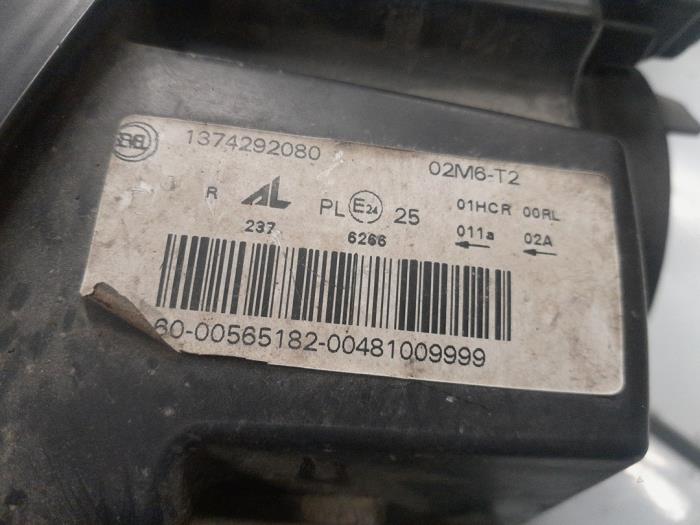 1374292080 02M6-T2
R AL PL E24 25 01HCR 00RL
237 6266 011a 02A
60-00565182-00481009999